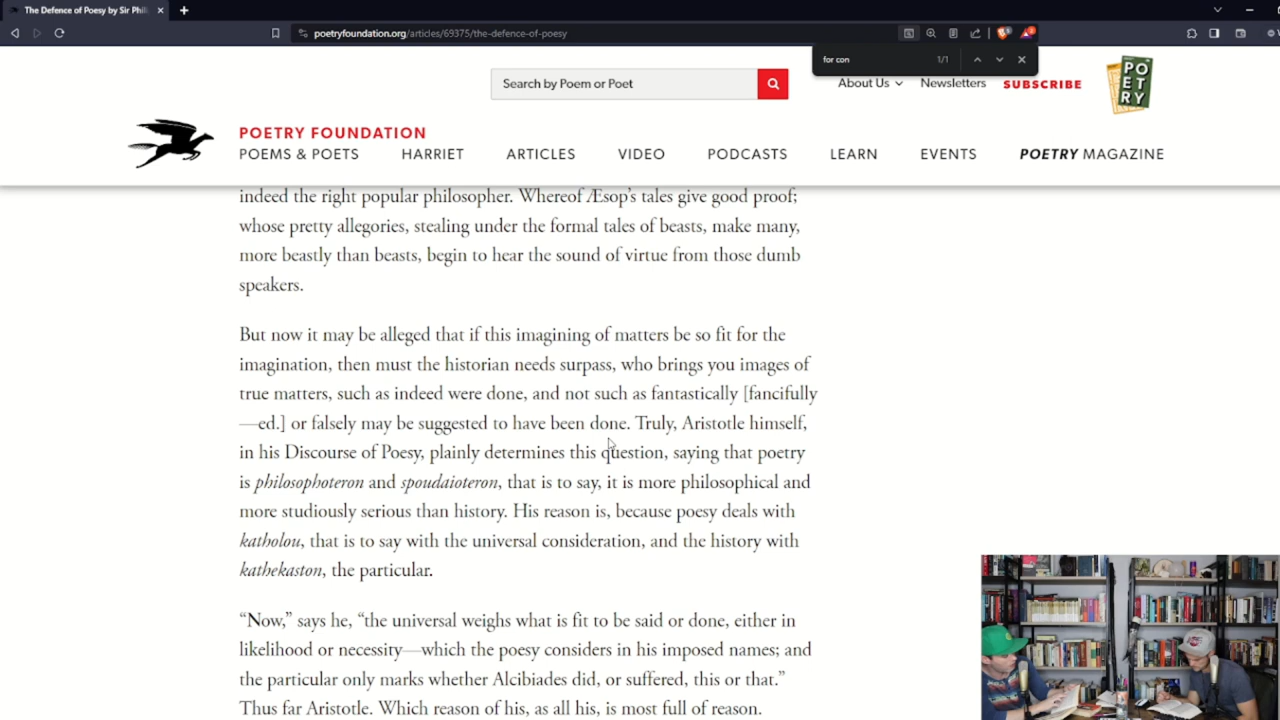 The Defence of Poesy by Sir Phil
poetryfoundation.org/articles/69375/the-defence-of-poesy
for con
1/1
Search by Poem or Poet
About Us
Newsletters
SUBSCRIBE
PO
ET
RY
POETRY FOUNDATION
POEMS & POETS
HARRIET
ARTICLES
VIDEO
PODCASTS
LEARN
EVENTS
POETRY MAGAZINE
indeed the right popular philosopher. Whereof Æsop's tales give good proof;
whose pretty allegories, stealing under the formal tales of beasts, make many,
more beastly than beasts, begin to hear the sound of virtue from those dumb
speakers.
But now it may be alleged that if this imagining of matters be so fit for the
imagination, then must the historian needs surpass, who brings you images of
true matters, such as indeed were done, and not such as fantastically [fancifully
—ed.] or falsely may be suggested to have been done. Truly, Aristotle himself,
in his Discourse of Poesy, plainly determines this question, saying that poetry
is philosophoteron and spoudaioteron, that is to say, it is more philosophical and
more studiously serious than history. His reason is, because poesy deals with
katholou, that is to say with the universal consideration, and the history with
kathekaston, the particular.
“Now,” says he, “the universal weighs what is fit to be said or done, either in
likelihood or necessity—which the poesy considers in his imposed names; and
the particular only marks whether Alcibiades did, or suffered, this or that.”
Thus far Aristotle. Which reason of his, as all his, is most full of reason.